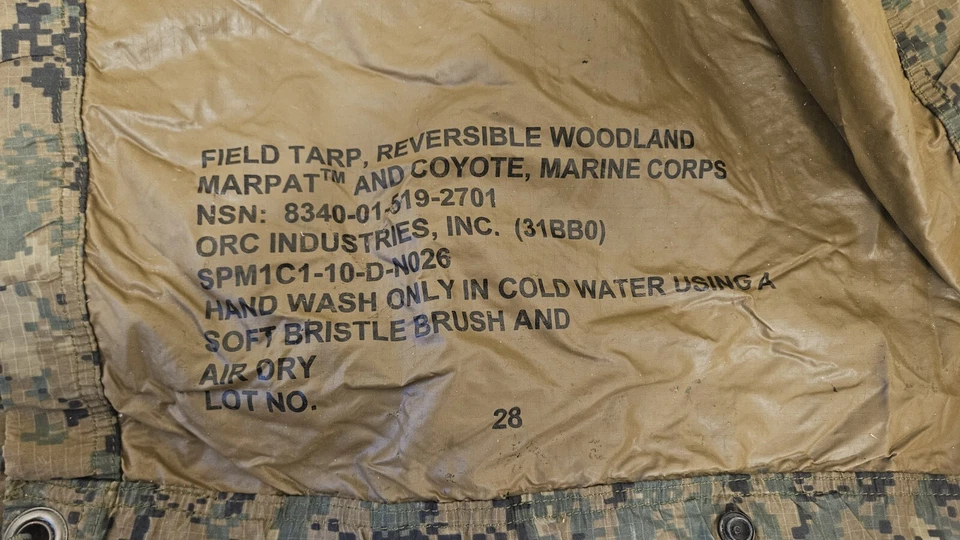 FIELD TARP, REVERSIBLE WOODLAND
MARPAT™ AND COYOTE, MARINE CORPS
NSN: 8340-01-519-2701
ORC INDUSTRIES, INC. (31BB0)
SPM1C1-10-D-N026
HAND WASH ONLY IN COLD WATER USING A
SOFT BRISTLE BRUSH AND
AIR DRY
LOT NO. 28